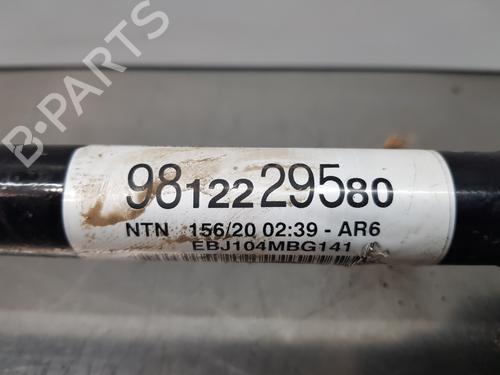 B-PARTS
9812229580
NTN 156/20 02:39 - AR6
EBJ104MBG141